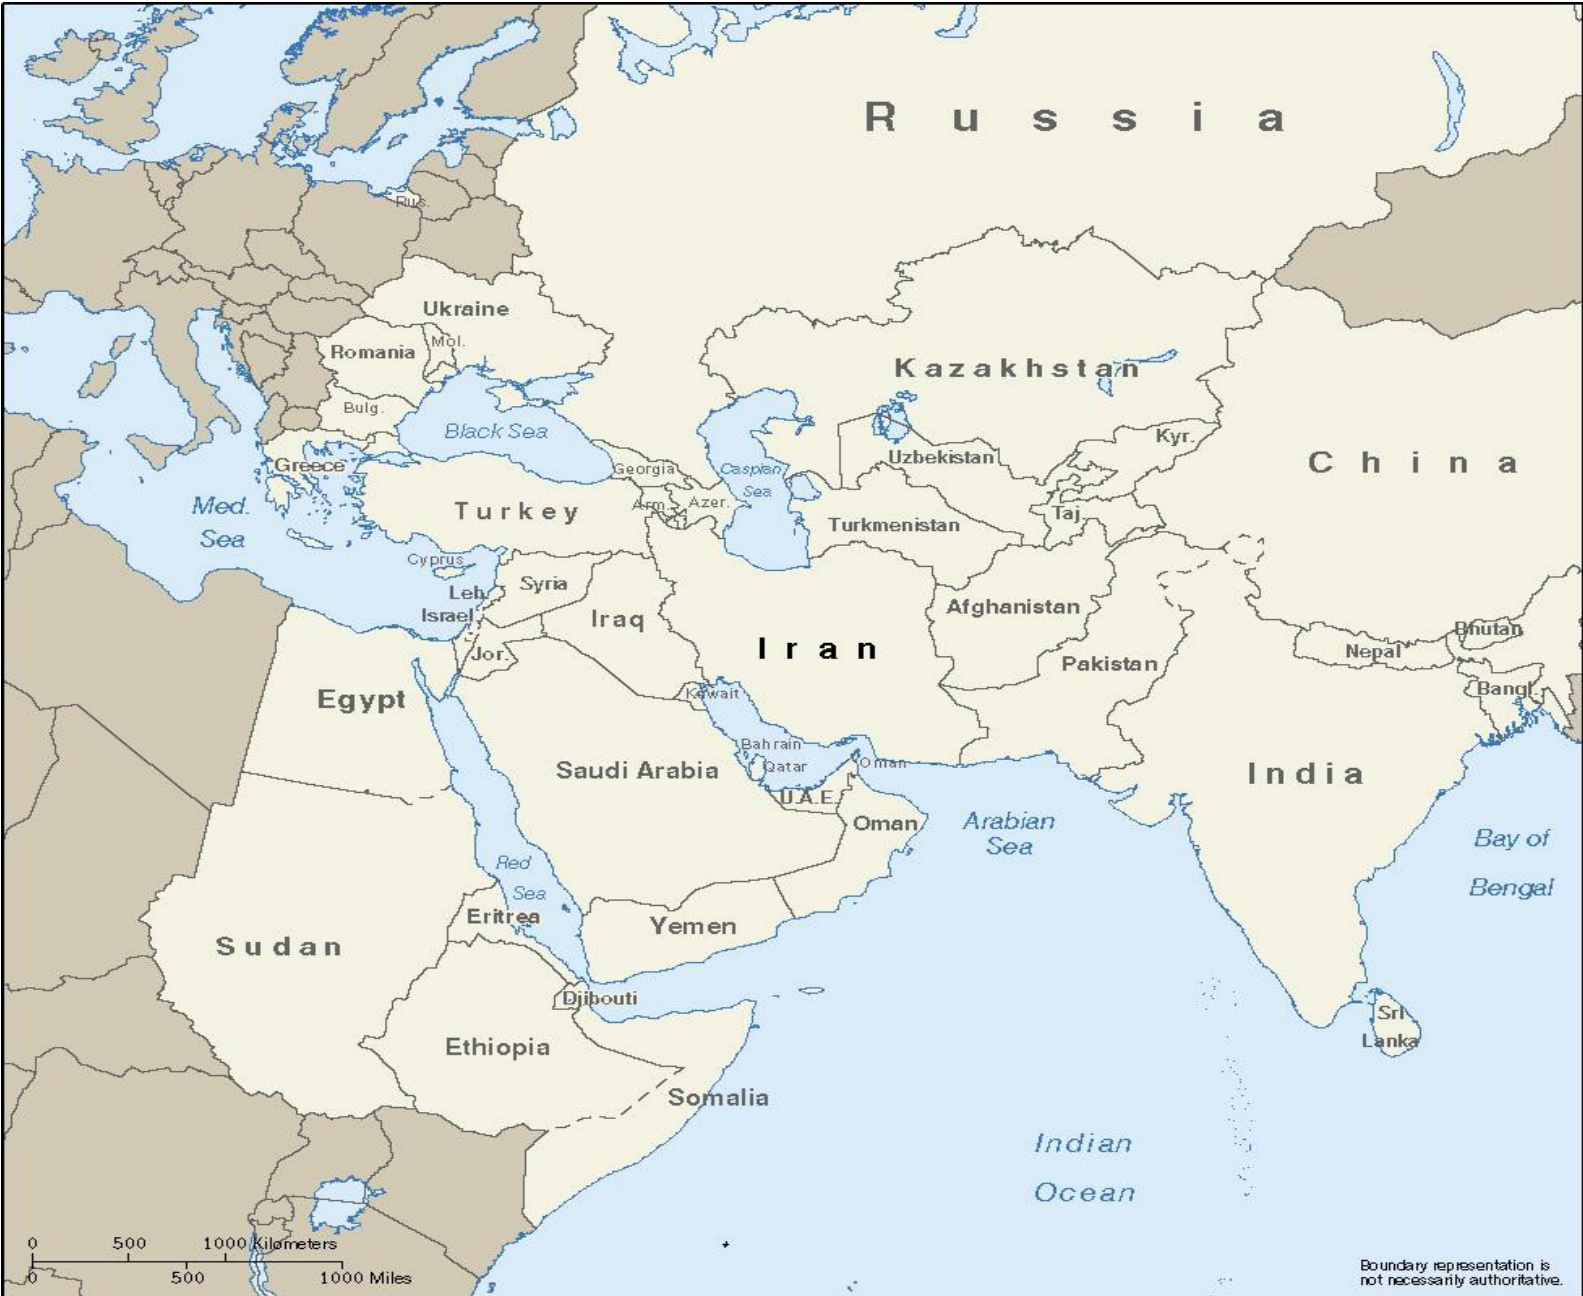 Russia
Rus.
Ukraine
Mol.
Romania
Kazakhstan
Bulg.
Black Sea
Kyr.
Uzbekistan
China
Greece
Georgia
Caspian
Sea
Med.
Sea
Turkey
Arm.
Azer.
Turkmenistan
Taj.
Cyprus
Syria
Leb.
Israel
Iraq
Iran
Afghanistan
Jor.
Pakistan
Bhutan
Nepal
Egypt
Kuwait
Bangl.
Bahrain
Qatar
Oman
Saudi Arabia
India
U.A.E.
Oman
Arabian
Sea
Bay of
Bengal
Red
Sea
Eritrea
Yemen
Sudan
Djibouti
Sri
Lanka
Ethiopia
Somalia
Indian
Ocean
0 500 1000 Kilometers
0 500 1000 Miles
Boundary representation is
not necessarily authoritative.